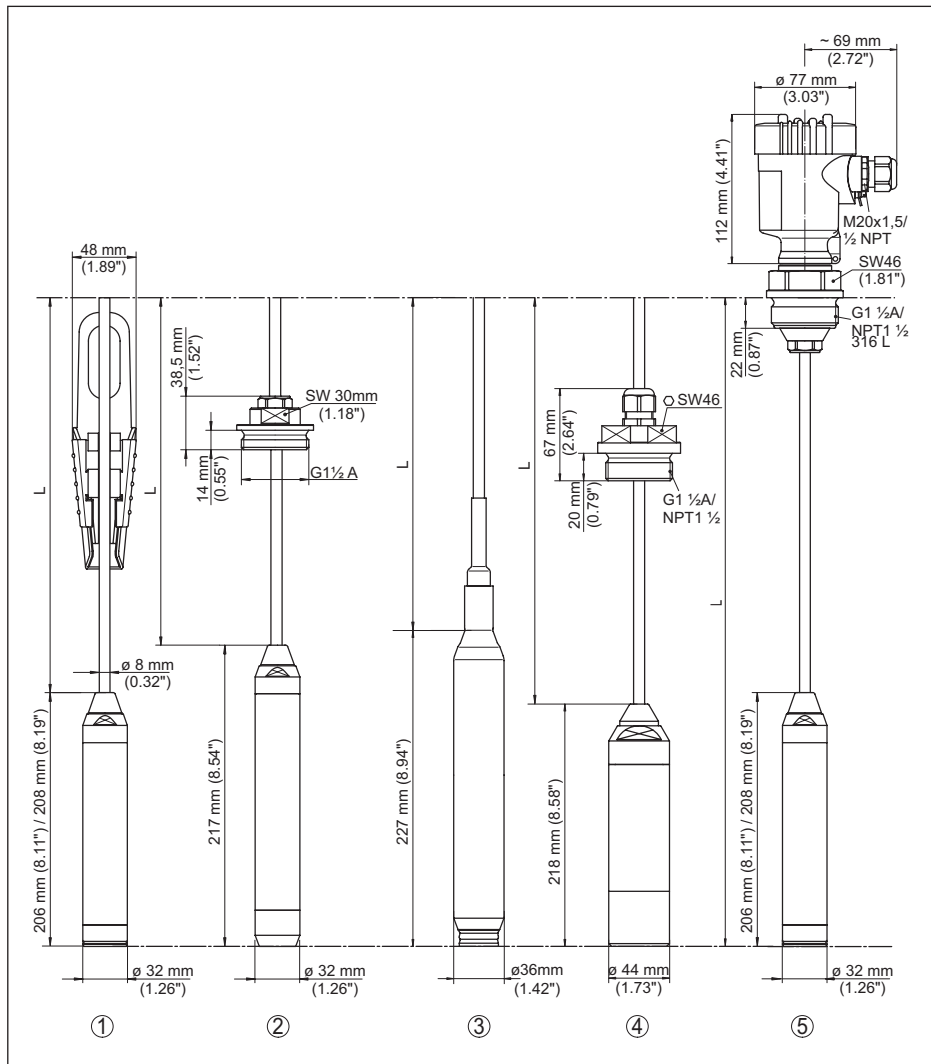 ~ 69 mm
(2.72")
ø 77 mm
(3.03")
112 mm (4.41")
M20x1,5/
½ NPT
SW46
(1.81")
G1 ½A/
NPT1 ½
316 L
22 mm
(0.87")
L
206 mm (8.11") / 208 mm (8.19")
ø 32 mm
(1.26")
48 mm
(1.89")
L
ø 8 mm
(0.32")
206 mm (8.11") / 208 mm (8.19")
ø 32 mm
(1.26")
38,5 mm
(1.52")
SW 30mm
(1.18")
14 mm
(0.55")
G1½ A
L
217 mm (8.54")
ø 32 mm
(1.26")
L
227 mm (8.94")
ø36mm
(1.42")
67 mm
(2.64")
SW46
20 mm
(0.79")
G1 ½A/
NPT1 ½
L
218 mm (8.58")
ø 44 mm
(1.73")
1
2
3
4
5